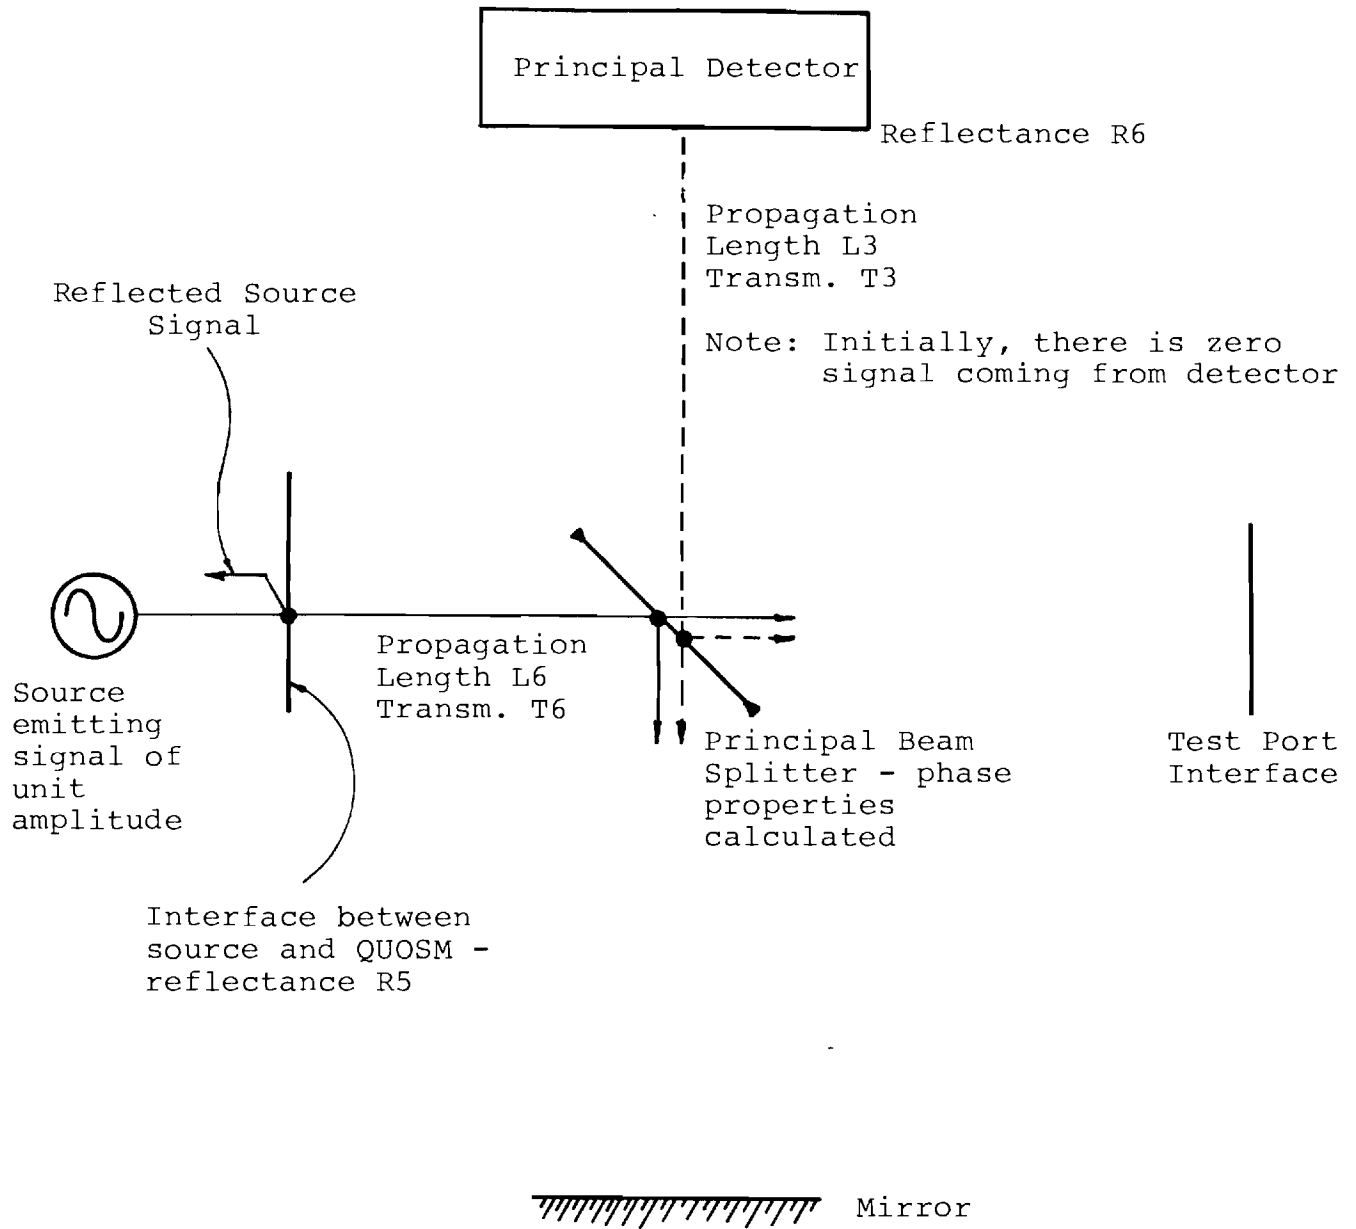 Principal Detector
Reflectance R6
Propagation
Length L3
Transm. T3
Note: Initially, there is zero
signal coming from detector
Reflected Source
Signal
Propagation
Length L6
Transm. T6
Source
emitting
signal of
unit
amplitude
Principal Beam
Splitter - phase
properties
calculated
Test Port
Interface
Interface between
source and QUOSM -
reflectance R5
Mirror